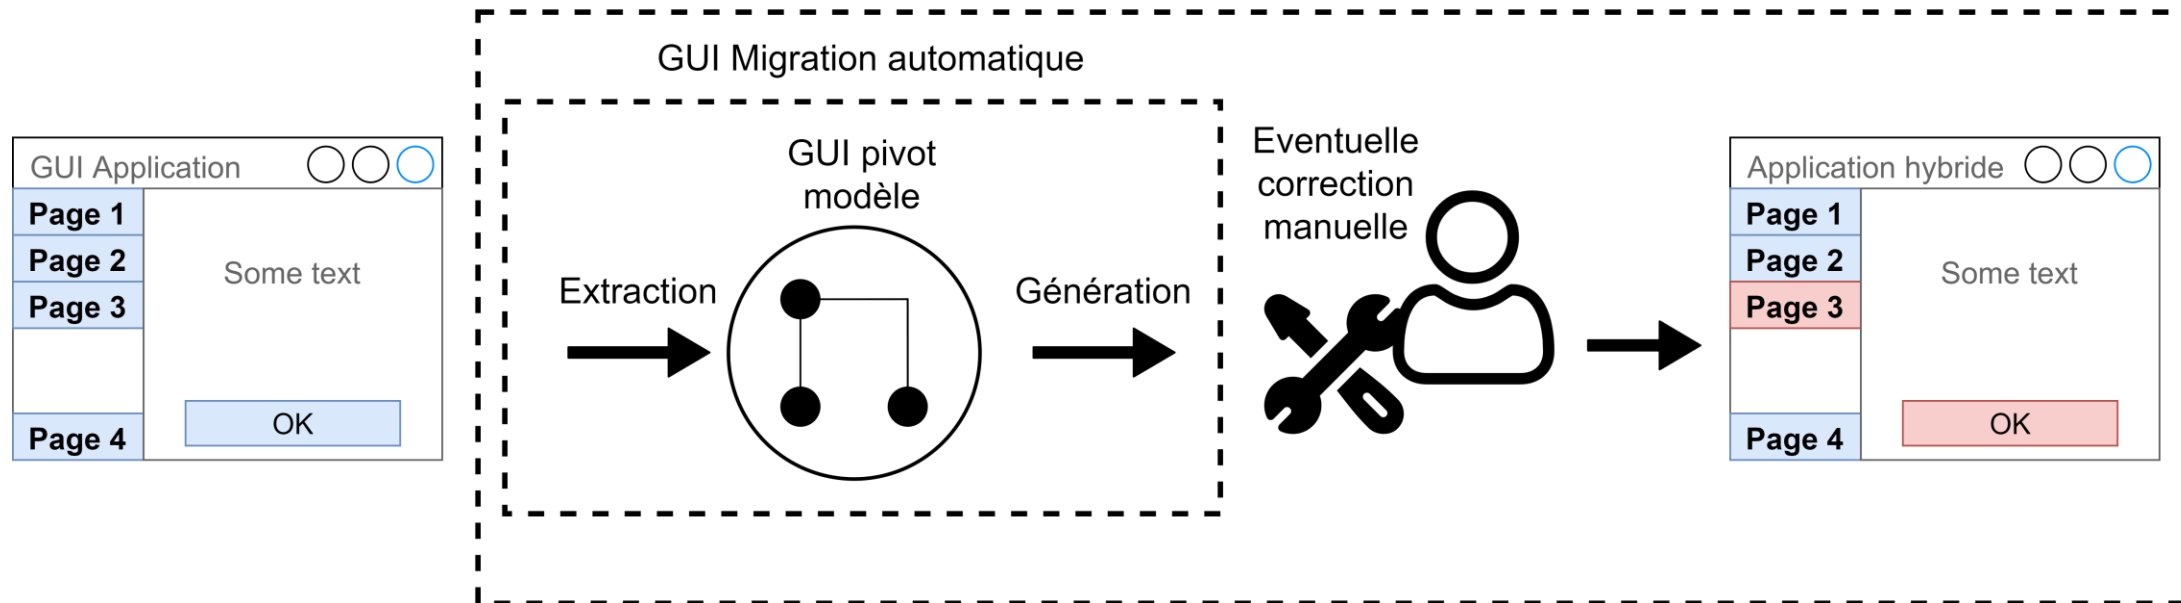 GUI Migration automatique
GUI Application
Page 1
Page 2
Page 3
Page 4
Some text
OK
Extraction
GUI pivot
modèle
Génération
Eventuelle
correction
manuelle
Application hybride
Page 1
Page 2
Page 3
Page 4
Some text
OK